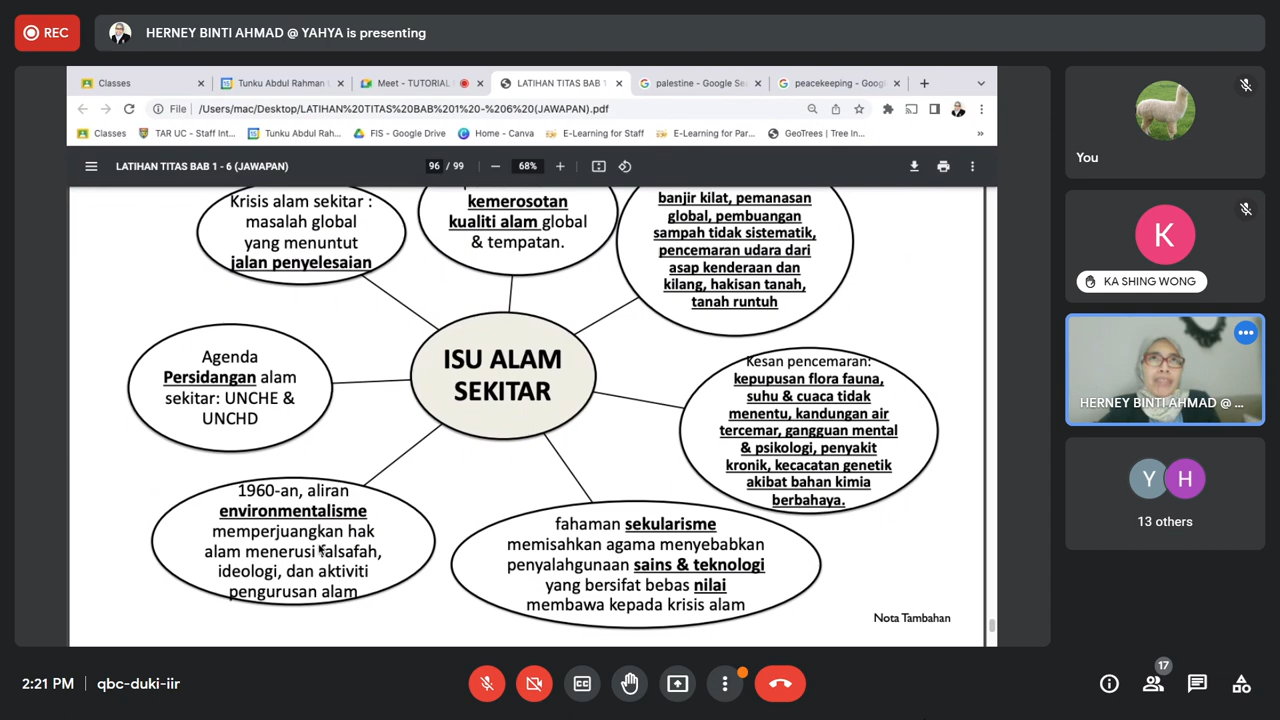 REC
HERNEY BINTI AHMAD @ YAHYA is presenting
Classes
Tunku Abdul Rahman
Meet - TUTORIAL
LATIHAN TITAS BAB 1
palestine - Google Se
peacekeeping - Goog
File
/Users/mac/Desktop/LATIHAN%20TITAS%20BAB%201%20-%206%20(JAWAPAN).pdf
Classes
TAR UC - Staff Int...
Tunku Abdul Rah...
FIS - Google Drive
Home - Canva
E-Learning for Staff
E-Learning for Par...
GeoTrees | Tree In...
»
LATIHAN TITAS BAB 1 - 6 (JAWAPAN)
96 / 99
68%
Krisis alam sekitar :
masalah global
yang menuntut
jalan penyelesaian
kemerosotan
kualiti alam global
& tempatan.
banjir kilat, pemanasan
global, pembuangan
sampah tidak sistematik,
pencemaran udara dari
asap kenderaan dan
kilang, hakisan tanah,
tanah runtuh
Agenda
Persidangan alam
sekitar: UNCHE &
UNCHD
ISU ALAM
SEKITAR
Kesan pencemaran:
kepupusan flora fauna,
suhu & cuaca tidak
menentu, kandungan air
tercemar, gangguan mental
& psikologi, penyakit
kronik, kecacatan genetik
akibat bahan kimia
berbahaya.
1960-an, aliran
environmentalisme
memperjuangkan hak
alam menerusi falsafah,
ideologi, dan aktiviti
pengurusan alam
fahaman sekularisme
memisahkan agama menyebabkan
penyalahgunaan sains & teknologi
yang bersifat bebas nilai
membawa kepada krisis alam
Nota Tambahan
You
K
KA SHING WONG
HERNEY BINTI AHMAD @ ...
Y
H
13 others
2:21 PM
qbc-duki-iir
CC
17